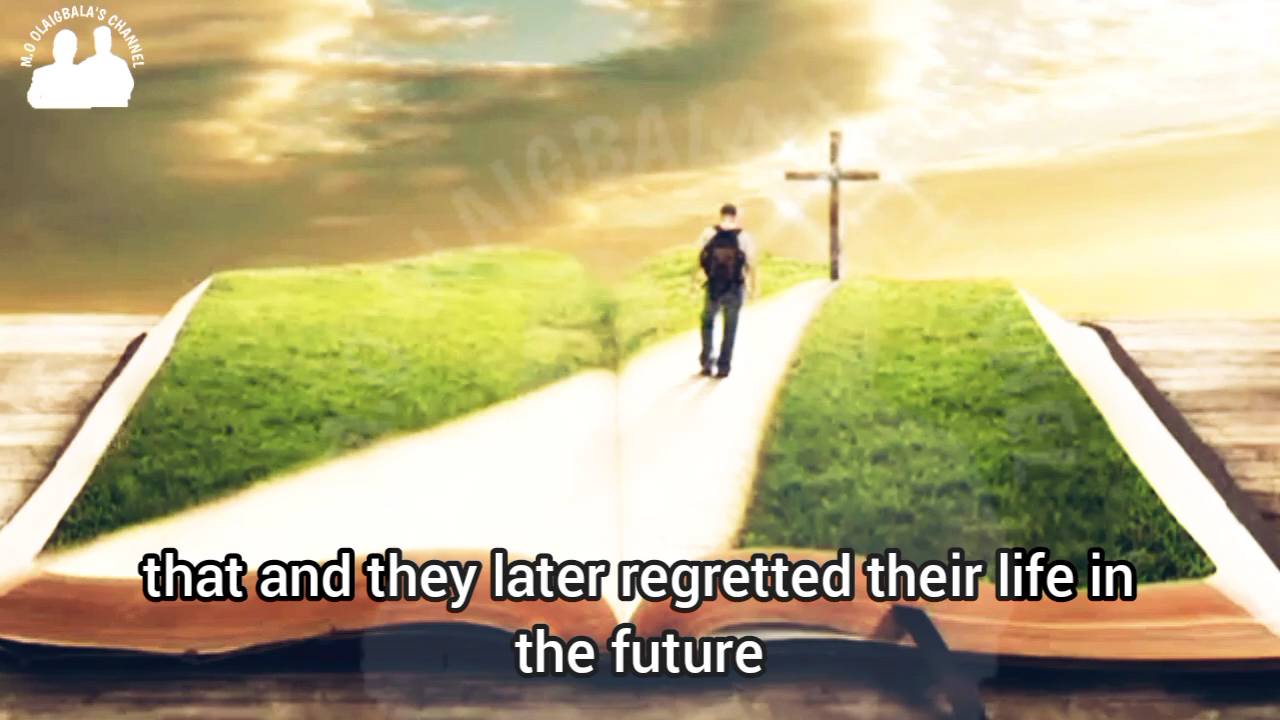 M.O OLAIGBALA'S CHANNEL
that and they later regretted their life in
the future